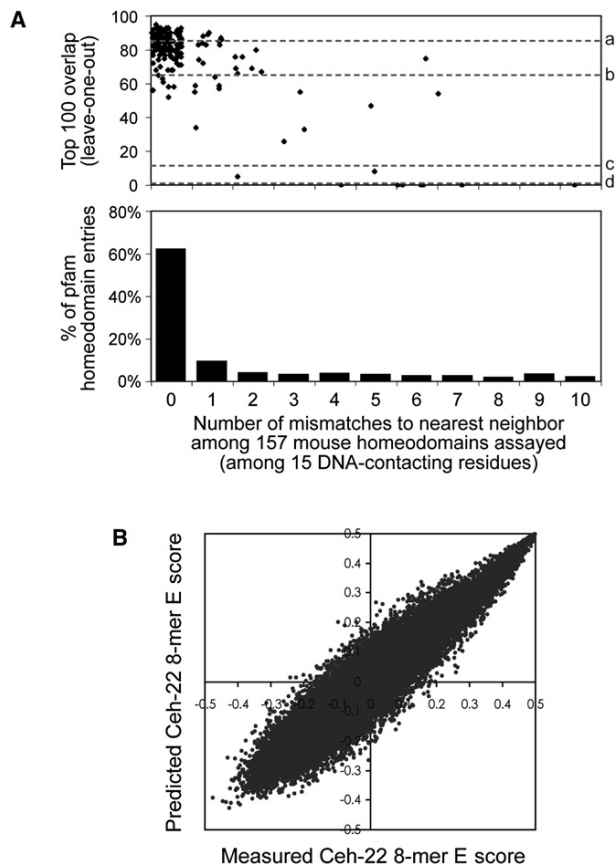 A
Top 100 overlap
(leave-one-out)
100
80
60
40
20
0
a
b
c
d
% of pfam
homeodomain entries
80%
60%
40%
20%
0%
0 1 2 3 4 5 6 7 8 9 10
Number of mismatches to nearest neighbor
among 157 mouse homeodomains assayed
(among 15 DNA-contacting residues)
B
Predicted Ceh-22 8-mer E score
0.5
0.4
0.3
0.2
0
-0.5 -0.4 -0.3 -0.2 -0.1 0 0.1 0.2 0.3 0.4 0.5
-0.1
-0.2
-0.3
-0.4
-0.5
Measured Ceh-22 8-mer E score